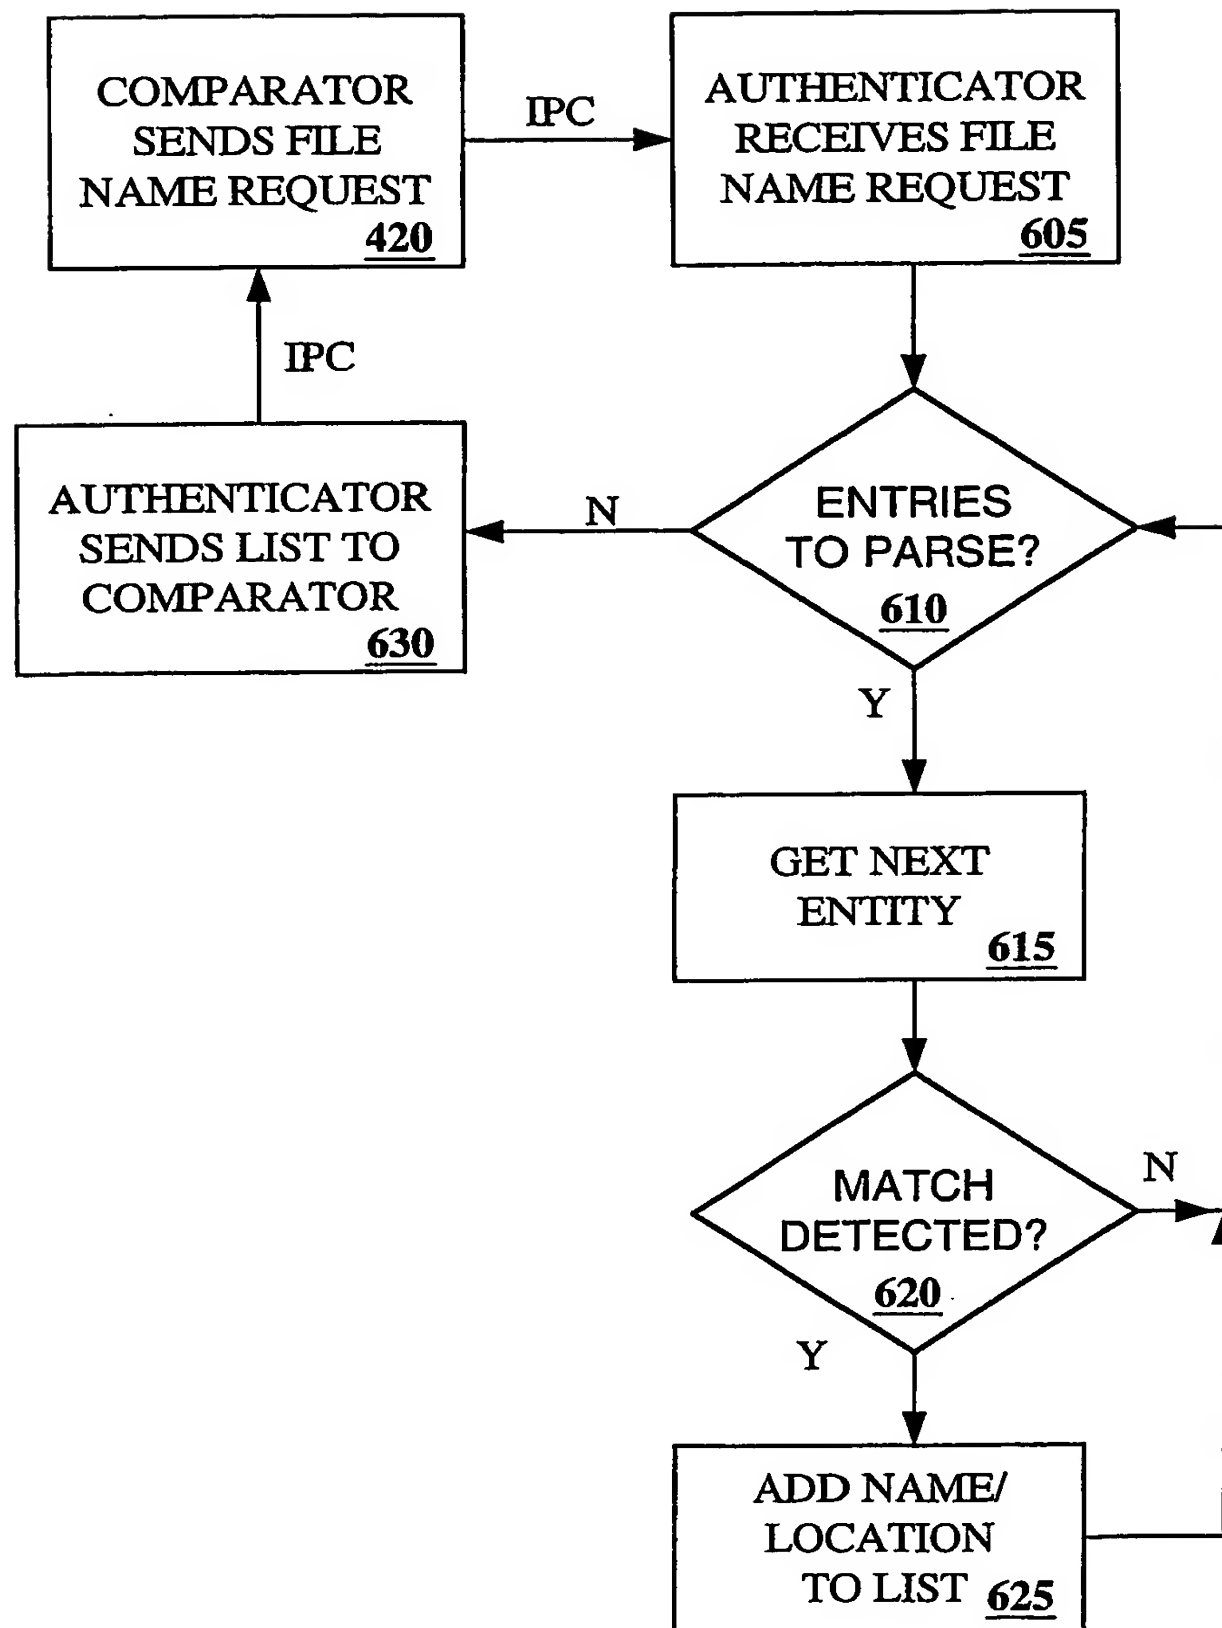 COMPARATOR
SENDS FILE
NAME REQUEST
420
IPC
AUTHENTICATOR
RECEIVES FILE
NAME REQUEST
605
IPC
AUTHENTICATOR
SENDS LIST TO
COMPARATOR
630
N
ENTRIES
TO PARSE?
610
Y
GET NEXT
ENTITY
615
MATCH
DETECTED?
620
N
Y
ADD NAME/
LOCATION
TO LIST
625